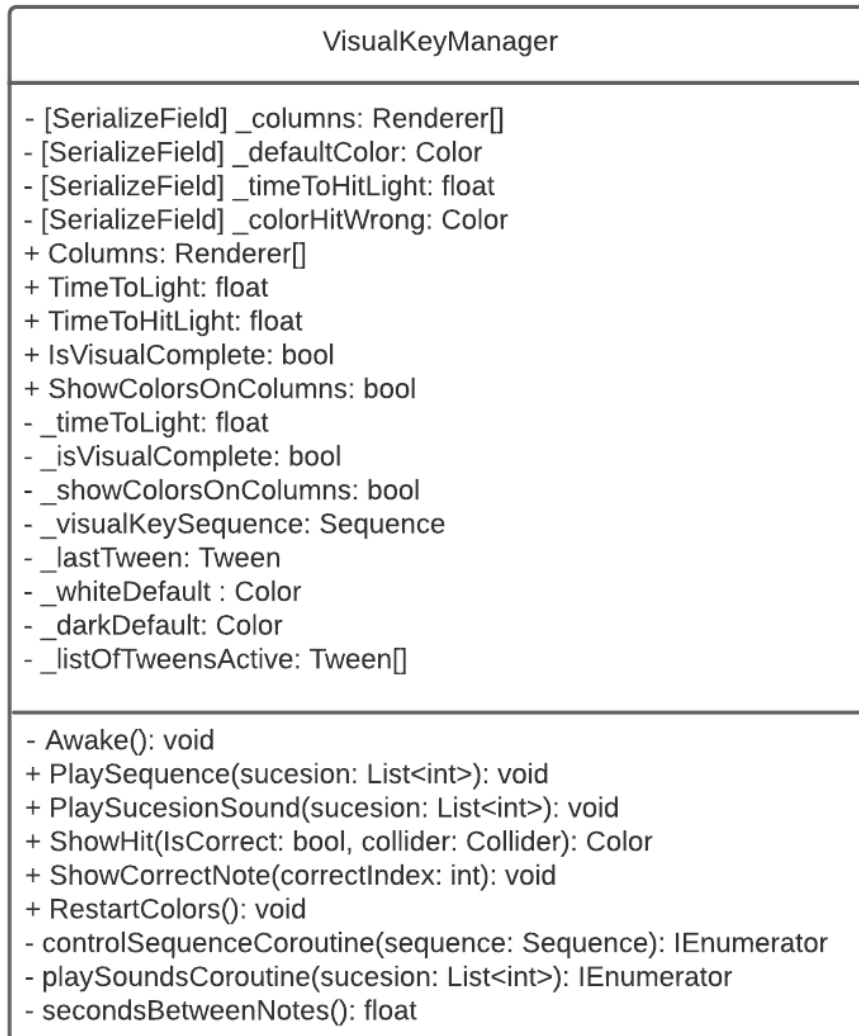 VisualKeyManager
- [SerializeField] _columns: Renderer[]
- [SerializeField] _defaultColor: Color
- [SerializeField] _timeToHitLight: float
- [SerializeField] _colorHitWrong: Color
+ Columns: Renderer[]
+ TimeToLight: float
+ TimeToHitLight: float
+ IsVisualComplete: bool
+ ShowColorsOnColumns: bool
- _timeToLight: float
- _isVisualComplete: bool
- _showColorsOnColumns: bool
- _visualKeySequence: Sequence
- _lastTween: Tween
- _whiteDefault : Color
- _darkDefault: Color
- _listOfTweensActive: Tween[]
- Awake(): void
+ PlaySequence(sucesion: List<int>): void
+ PlaySucesionSound(sucesion: List<int>): void
+ ShowHit(IsCorrect: bool, collider: Collider): Color
+ ShowCorrectNote(correctIndex: int): void
+ RestartColors(): void
- controlSequenceCoroutine(sequence: Sequence): IEnumerator
- playSoundsCoroutine(sucesion: List<int>): IEnumerator
- secondsBetweenNotes(): float